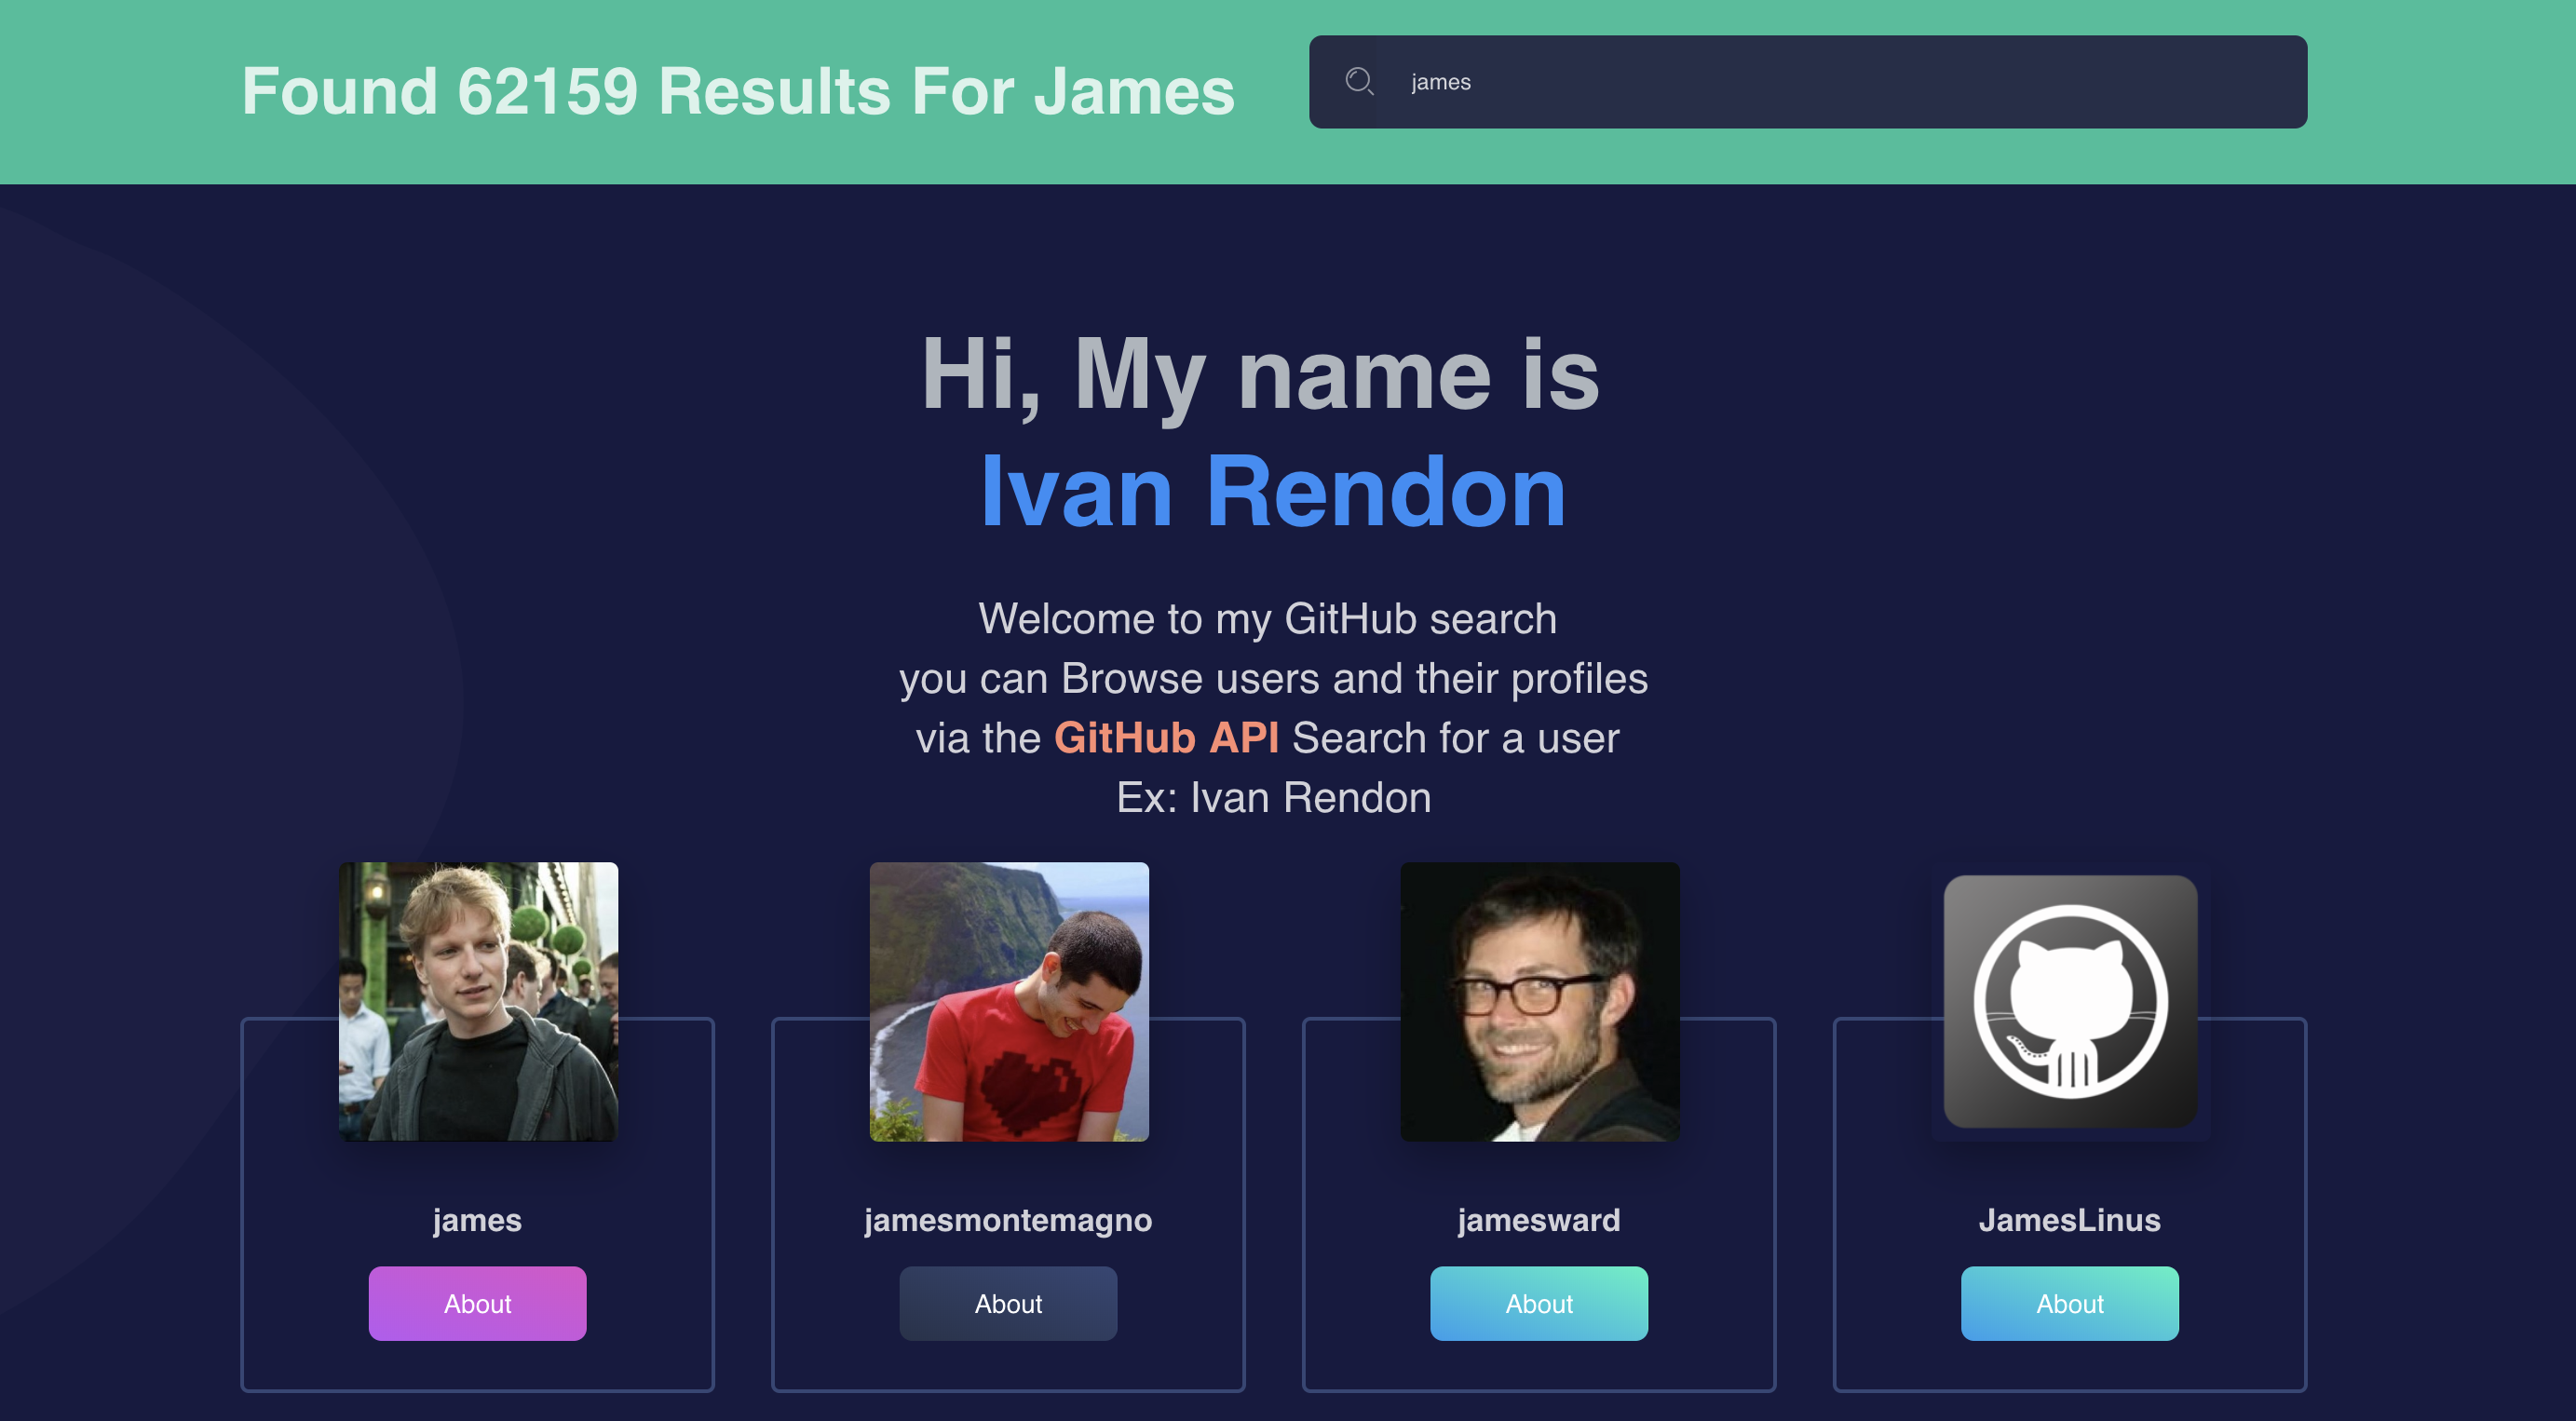 Found 62159 Results For James
james
Hi, My name is
Ivan Rendon
Welcome to my GitHub search
you can Browse users and their profiles
via the GitHub API Search for a user
Ex: Ivan Rendon
james
jamesmontemagno
jamesward
JamesLinus
About
About
About
About